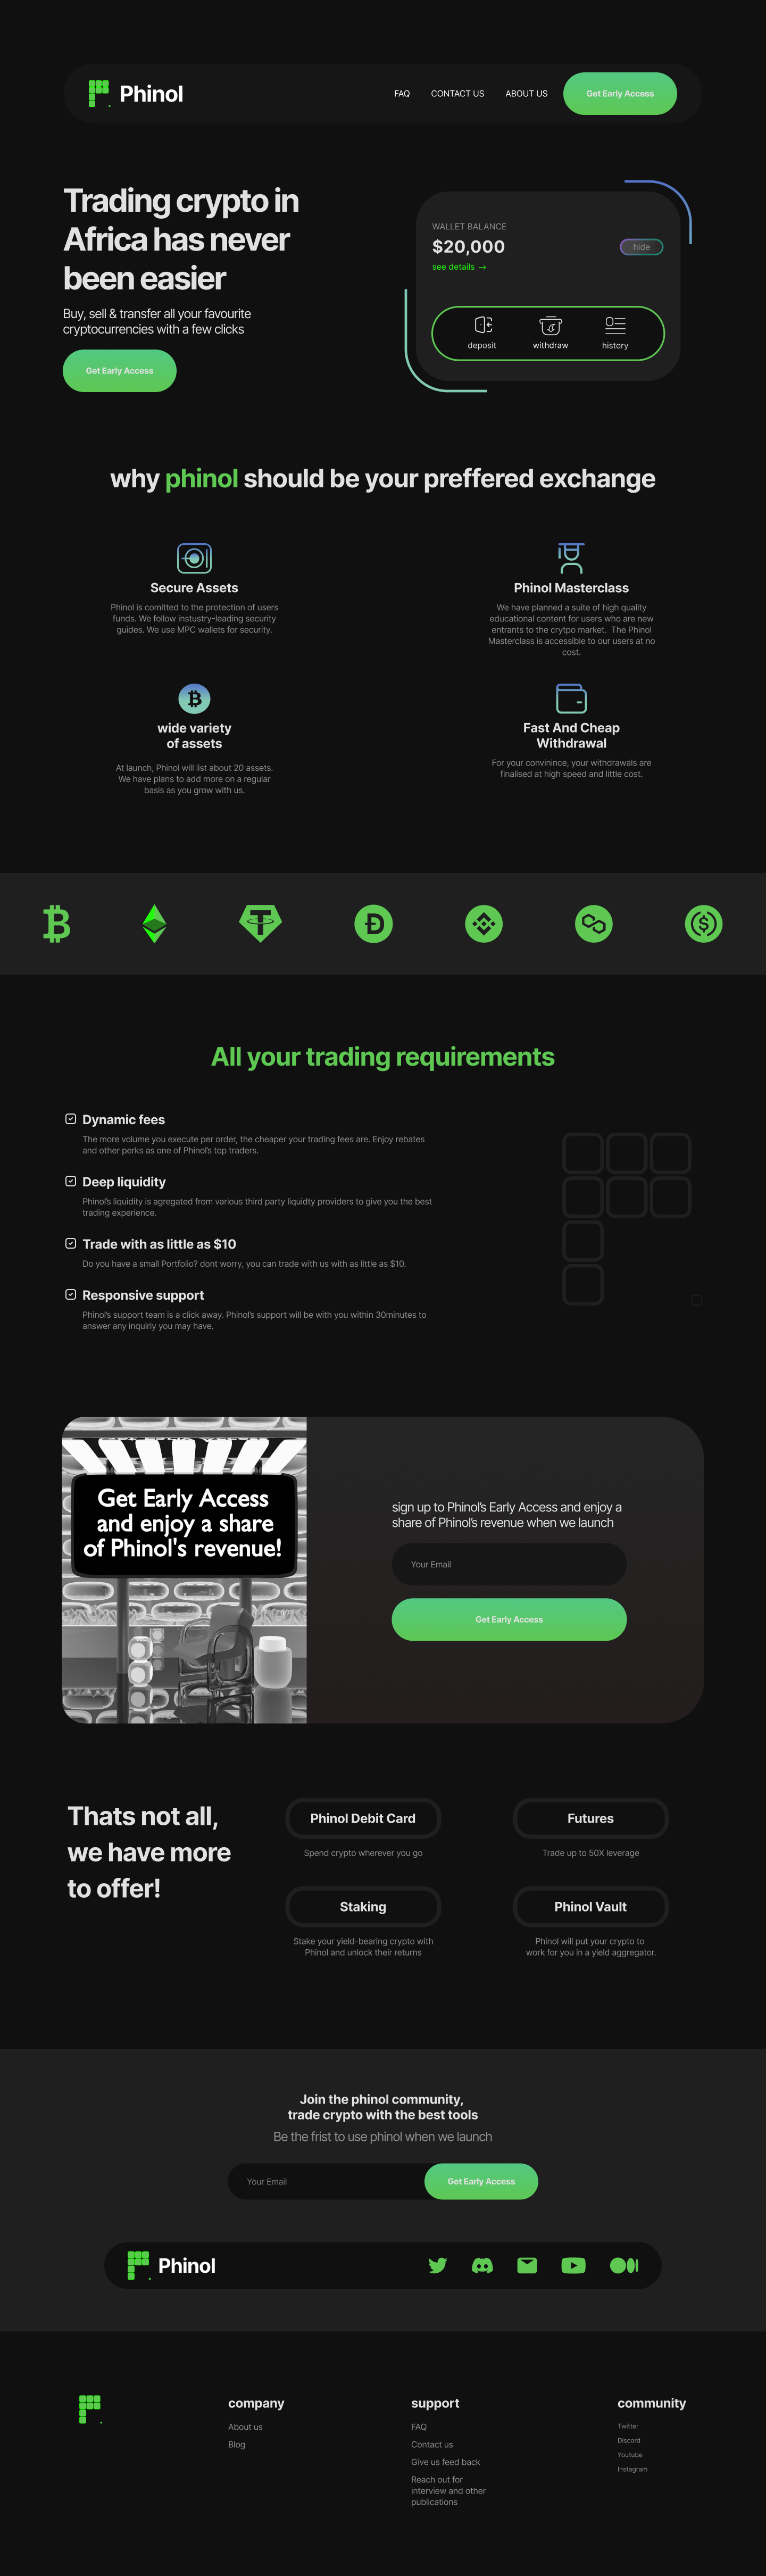 Phinol
FAQ
CONTACT US
ABOUT US
Get Early Access
Trading crypto in
Africa has never
been easier
Buy, sell & transfer all your favourite
cryptocurrencies with a few clicks
Get Early Access
WALLET BALANCE
$20,000
hide
see details →
deposit
withdraw
history
why phinol should be your preffered exchange
Secure Assets
Phinol is comitted to the protection of users
funds. We follow instustry-leading security
guides. We use MPC wallets for security.
Phinol Masterclass
We have planned a suite of high quality
educational content for users who are new
entrants to the crytpo market. The Phinol
Masterclass is accessible to our users at no
cost.
wide variety
of assets
At launch, Phinol will list about 20 assets.
We have plans to add more on a regular
basis as you grow with us.
Fast And Cheap
Withdrawal
For your convinince, your withdrawals are
finalised at high speed and little cost.
All your trading requirements
Dynamic fees
The more volume you execute per order, the cheaper your trading fees are. Enjoy rebates
and other perks as one of Phinol's top traders.
Deep liquidity
Phinol's liquidity is agregated from various third party liquidty providers to give you the best
trading experience.
Trade with as little as $10
Do you have a small Portfolio? dont worry, you can trade with us with as little as $10.
Responsive support
Phinol's support team is a click away. Phinol's support will be with you within 30minutes to
answer any inquiriy you may have.
Get Early Access
and enjoy a share
of Phinol's revenue!
sign up to Phinol's Early Access and enjoy a
share of Phinol's revenue when we launch
Your Email
Get Early Access
Thats not all,
we have more
to offer!
Phinol Debit Card
Spend crypto wherever you go
Futures
Trade up to 50X leverage
Staking
Stake your yield-bearing crypto with
Phinol and unlock their returns
Phinol Vault
Phinol will put your crypto to
work for you in a yield aggregator.
Join the phinol community,
trade crypto with the best tools
Be the frist to use phinol when we launch
Your Email
Get Early Access
Phinol
company
About us
Blog
support
FAQ
Contact us
Give us feed back
Reach out for
interview and other
publications
community
Twitter
Discord
Youtube
Instagram